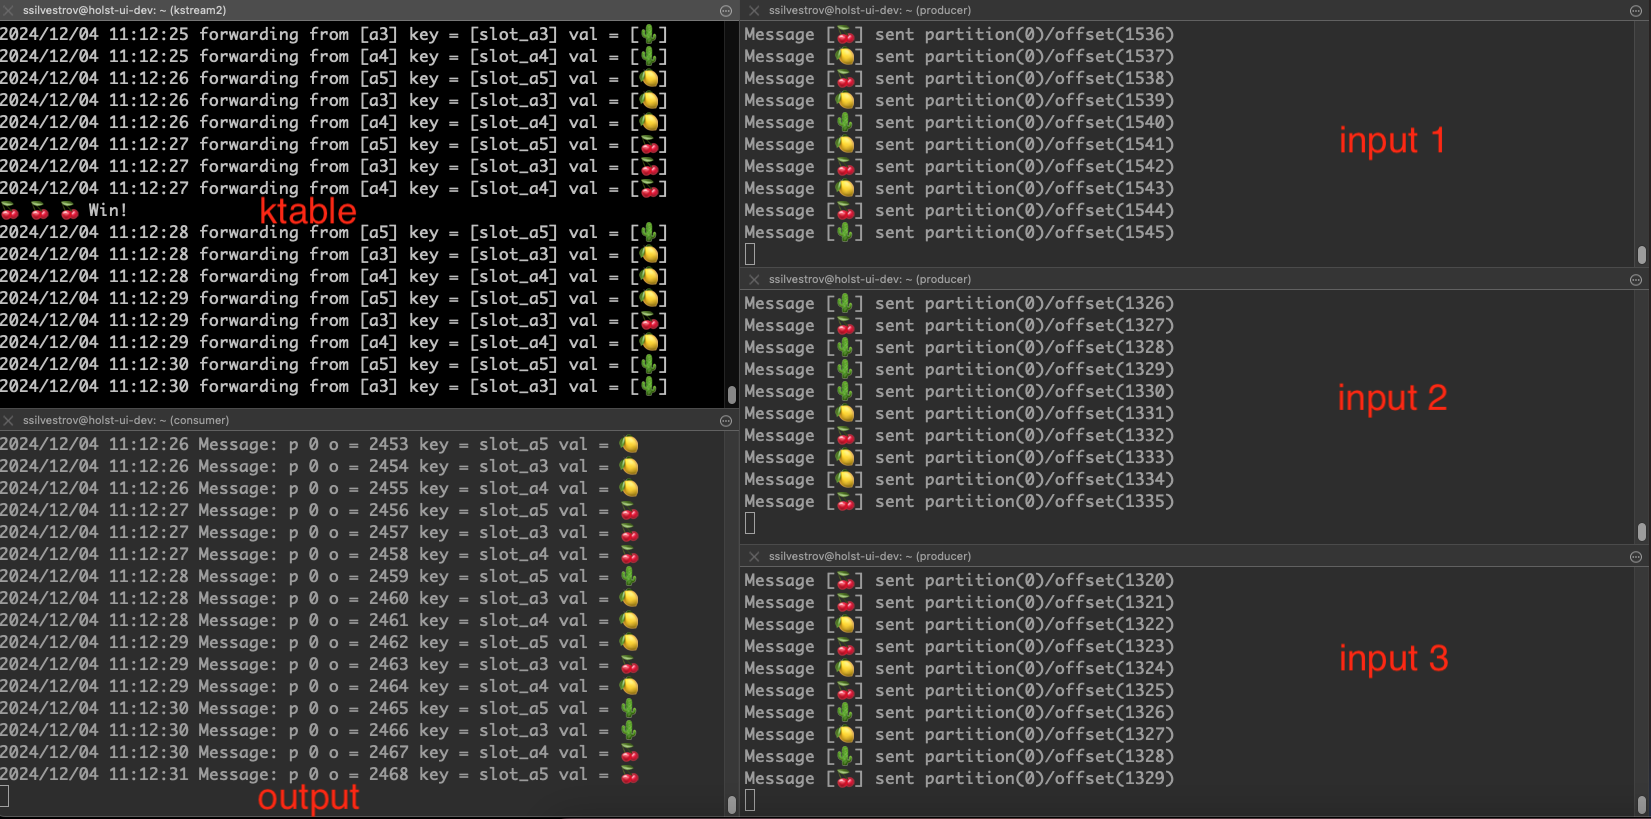 ssilvestrov@holst-ui-dev: ~ (kstream2)
2024/12/04 11:12:25 forwarding from [a3] key = [slot_a3] val = [🌵]
2024/12/04 11:12:25 forwarding from [a4] key = [slot_a4] val = [🌵]
2024/12/04 11:12:26 forwarding from [a5] key = [slot_a5] val = [🍋]
2024/12/04 11:12:26 forwarding from [a3] key = [slot_a3] val = [🍋]
2024/12/04 11:12:26 forwarding from [a4] key = [slot_a4] val = [🍋]
2024/12/04 11:12:27 forwarding from [a5] key = [slot_a5] val = [🍒]
2024/12/04 11:12:27 forwarding from [a3] key = [slot_a3] val = [🍒]
2024/12/04 11:12:27 forwarding from [a4] key = [slot_a4] val = [🍒]
🍒 🍒 🍒 Win!
ktable
2024/12/04 11:12:28 forwarding from [a5] key = [slot_a5] val = [🌵]
2024/12/04 11:12:28 forwarding from [a3] key = [slot_a3] val = [🍋]
2024/12/04 11:12:28 forwarding from [a4] key = [slot_a4] val = [🍋]
2024/12/04 11:12:29 forwarding from [a5] key = [slot_a5] val = [🍋]
2024/12/04 11:12:29 forwarding from [a3] key = [slot_a3] val = [🍒]
2024/12/04 11:12:29 forwarding from [a4] key = [slot_a4] val = [🍋]
2024/12/04 11:12:30 forwarding from [a5] key = [slot_a5] val = [🌵]
2024/12/04 11:12:30 forwarding from [a3] key = [slot_a3] val = [🌵]
ssilvestrov@holst-ui-dev: ~ (consumer)
2024/12/04 11:12:26 Message: p 0 o = 2453 key = slot_a5 val = 🍋
2024/12/04 11:12:26 Message: p 0 o = 2454 key = slot_a3 val = 🍋
2024/12/04 11:12:26 Message: p 0 o = 2455 key = slot_a4 val = 🍋
2024/12/04 11:12:27 Message: p 0 o = 2456 key = slot_a5 val = 🍒
2024/12/04 11:12:27 Message: p 0 o = 2457 key = slot_a3 val = 🍒
2024/12/04 11:12:27 Message: p 0 o = 2458 key = slot_a4 val = 🍒
2024/12/04 11:12:28 Message: p 0 o = 2459 key = slot_a5 val = 🌵
2024/12/04 11:12:28 Message: p 0 o = 2460 key = slot_a3 val = 🍋
2024/12/04 11:12:28 Message: p 0 o = 2461 key = slot_a4 val = 🍋
2024/12/04 11:12:29 Message: p 0 o = 2462 key = slot_a5 val = 🍋
2024/12/04 11:12:29 Message: p 0 o = 2463 key = slot_a3 val = 🍒
2024/12/04 11:12:29 Message: p 0 o = 2464 key = slot_a4 val = 🍋
2024/12/04 11:12:30 Message: p 0 o = 2465 key = slot_a5 val = 🌵
2024/12/04 11:12:30 Message: p 0 o = 2466 key = slot_a3 val = 🌵
2024/12/04 11:12:30 Message: p 0 o = 2467 key = slot_a4 val = 🍒
2024/12/04 11:12:31 Message: p 0 o = 2468 key = slot_a5 val = 🍒
output
ssilvestrov@holst-ui-dev: ~ (producer)
Message [🍒] sent partition(0)/offset(1536)
Message [🍋] sent partition(0)/offset(1537)
Message [🍒] sent partition(0)/offset(1538)
Message [🍋] sent partition(0)/offset(1539)
Message [🌵] sent partition(0)/offset(1540)
Message [🍋] sent partition(0)/offset(1541)
Message [🍒] sent partition(0)/offset(1542)
Message [🍋] sent partition(0)/offset(1543)
Message [🍒] sent partition(0)/offset(1544)
Message [🌵] sent partition(0)/offset(1545)
input 1
ssilvestrov@holst-ui-dev: ~ (producer)
Message [🌵] sent partition(0)/offset(1326)
Message [🍒] sent partition(0)/offset(1327)
Message [🌵] sent partition(0)/offset(1328)
Message [🌵] sent partition(0)/offset(1329)
Message [🌵] sent partition(0)/offset(1330)
Message [🍋] sent partition(0)/offset(1331)
Message [🍒] sent partition(0)/offset(1332)
Message [🍋] sent partition(0)/offset(1333)
Message [🍋] sent partition(0)/offset(1334)
Message [🍒] sent partition(0)/offset(1335)
input 2
ssilvestrov@holst-ui-dev: ~ (producer)
Message [🍒] sent partition(0)/offset(1320)
Message [🍒] sent partition(0)/offset(1321)
Message [🍋] sent partition(0)/offset(1322)
Message [🍒] sent partition(0)/offset(1323)
Message [🍋] sent partition(0)/offset(1324)
Message [🍒] sent partition(0)/offset(1325)
Message [🌵] sent partition(0)/offset(1326)
Message [🍋] sent partition(0)/offset(1327)
Message [🌵] sent partition(0)/offset(1328)
Message [🍒] sent partition(0)/offset(1329)
input 3